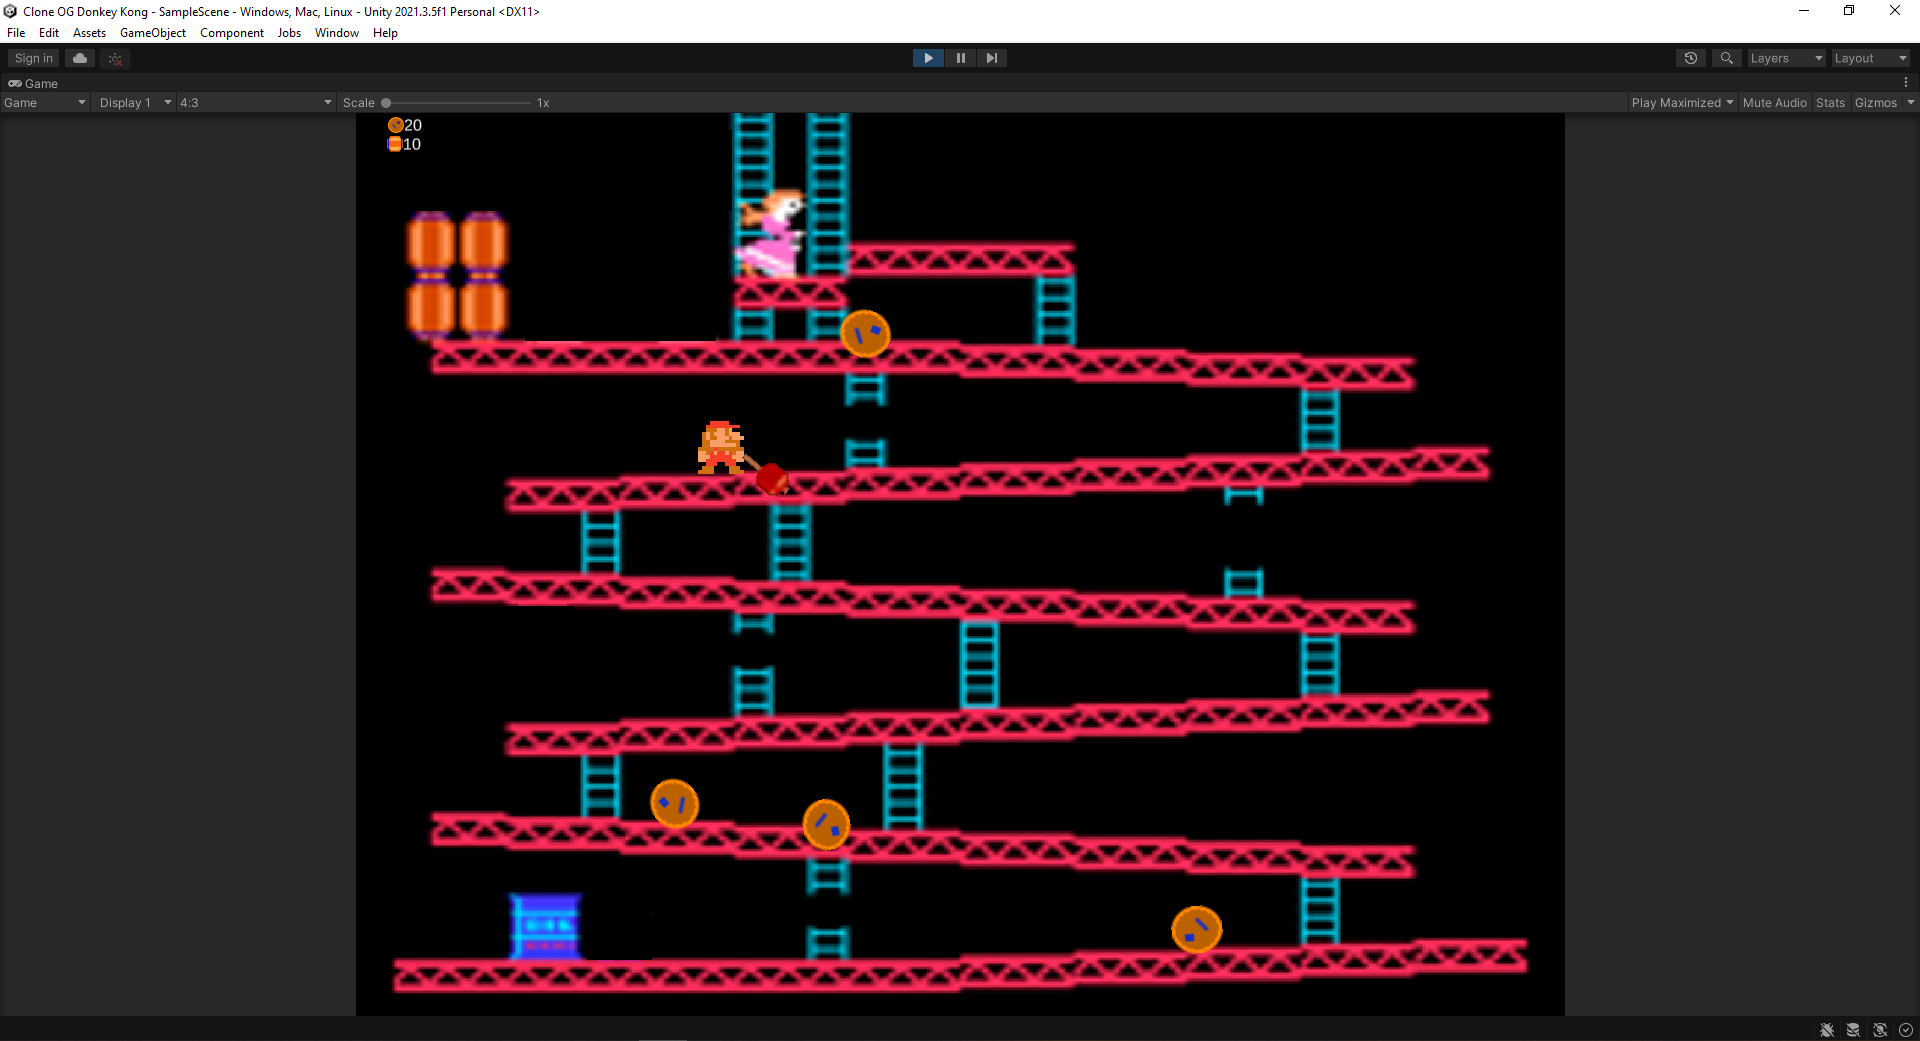 Clone OG Donkey Kong - SampleScene - Windows, Mac, Linux - Unity 2021.3.5f1 Personal <DX11>
File Edit Assets GameObject Component Jobs Window Help
Sign in Layers Layout
Game
Game Display 1 4:3 Scale 1x Play Maximized Mute Audio Stats Gizmos
20
10